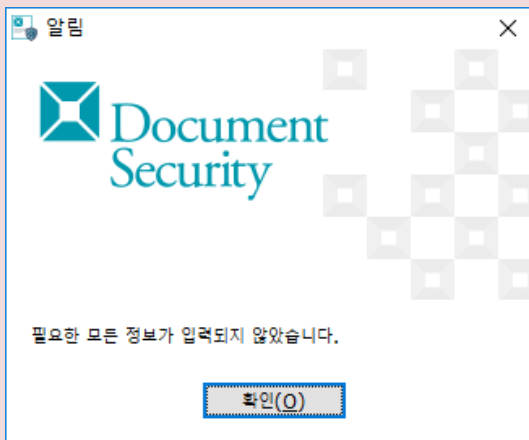 알림
Document
Security
필요한 모든 정보가 입력되지 않았습니다.
확인(O)